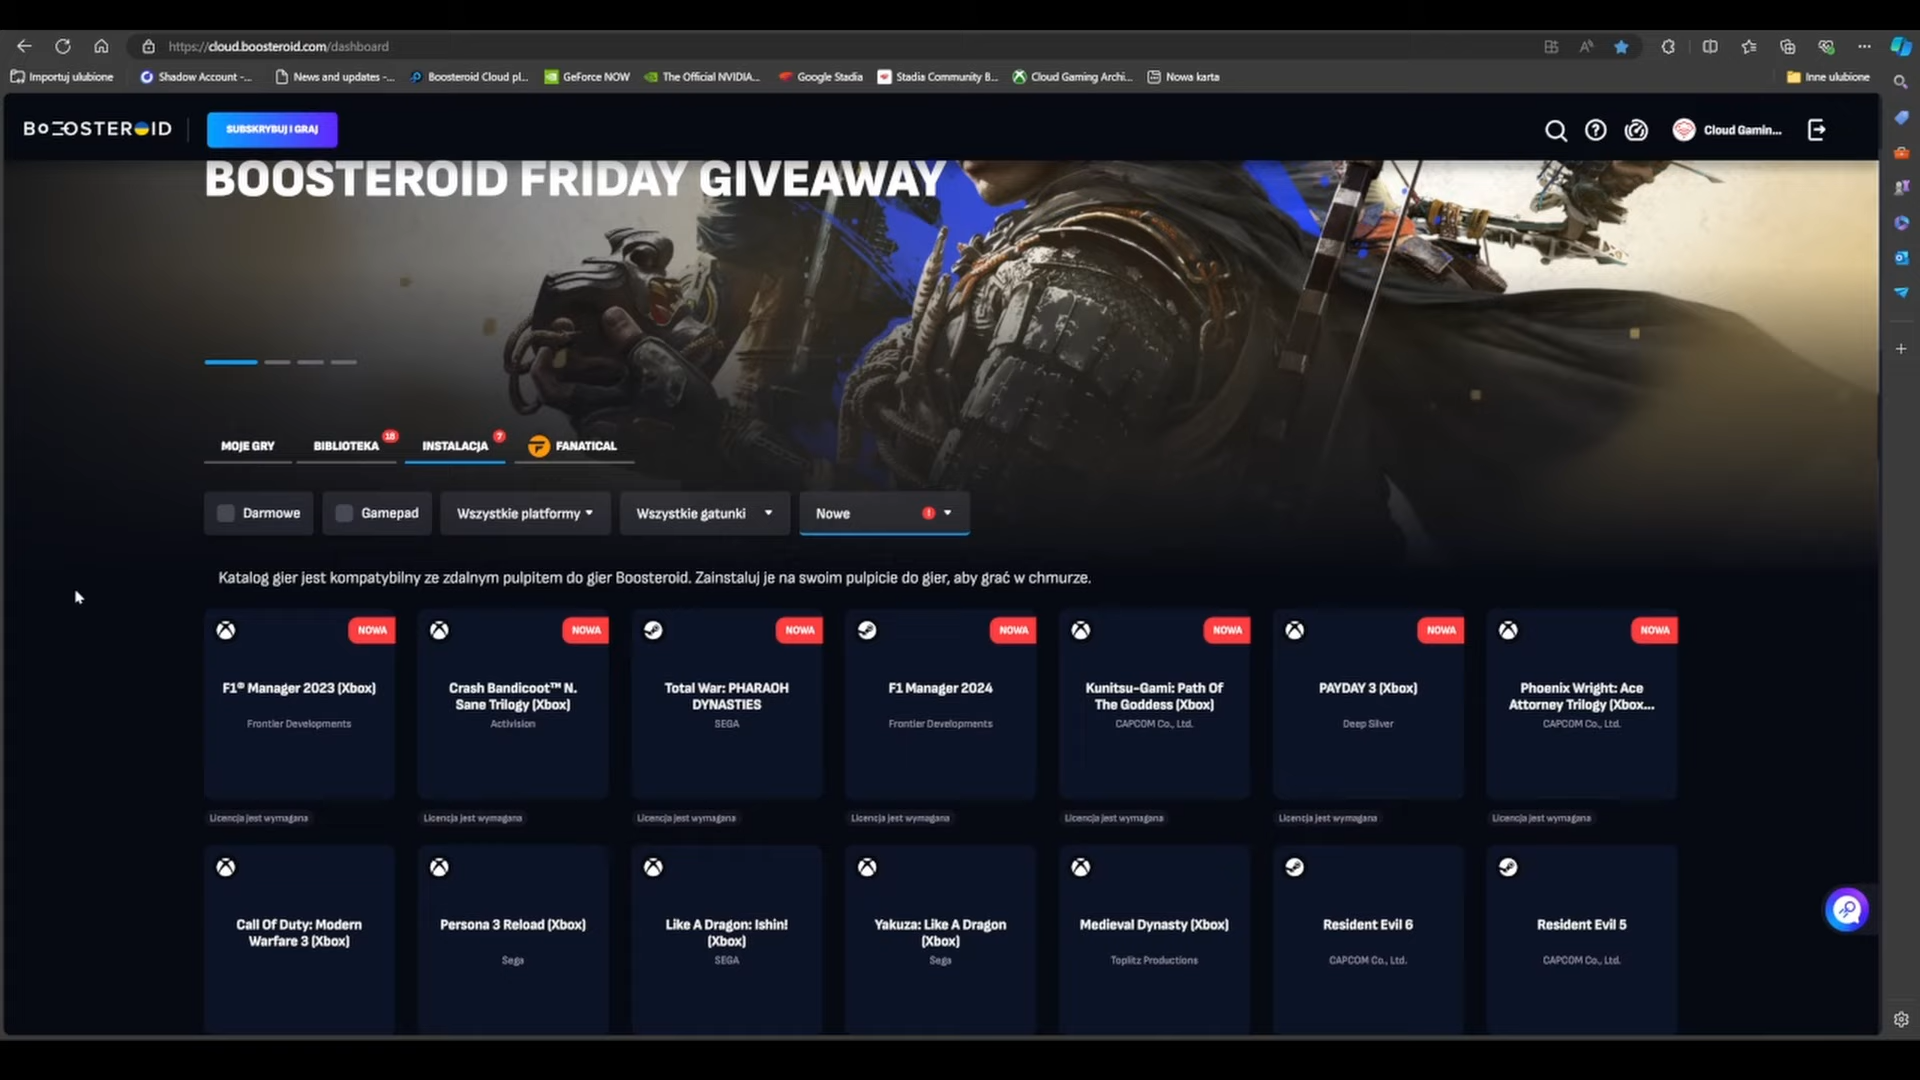 https://cloud.boosteroid.com/dashboard
Importuj ulubione
Shadow Account -...
News and updates -...
Boosteroid Cloud pl...
GeForce NOW
The Official NVIDIA...
Google Stadia
Stadia Community B...
Cloud Gaming Archi...
Nowa karta
Inne ulubione
BOOSTEROID
SUBSKRYBUJ I GRAJ
Cloud Gamin...
BOOSTEROID FRIDAY GIVEAWAY
MOJE GRY
BIBLIOTEKA 18
INSTALACJA 7
FANATICAL
Darmowe
Gamepad
Wszystkie platformy
Wszystkie gatunki
Nowe
Katalog gier jest kompatybilny ze zdalnym pulpitem do gier Boosteroid. Zainstaluj je na swoim pulpicie do gier, aby grać w chmurze.
NOWA
F1® Manager 2023 (Xbox)
Frontier Developments
Licencja jest wymagana
NOWA
Crash Bandicoot™ N.
Sane Trilogy (Xbox)
Activision
Licencja jest wymagana
NOWA
Total War: PHARAOH
DYNASTIES
SEGA
Licencja jest wymagana
NOWA
F1 Manager 2024
Frontier Developments
Licencja jest wymagana
NOWA
Kunitsu-Gami: Path Of
The Goddess (Xbox)
CAPCOM Co., Ltd.
Licencja jest wymagana
NOWA
PAYDAY 3 (Xbox)
Deep Silver
Licencja jest wymagana
NOWA
Phoenix Wright: Ace
Attorney Trilogy (Xbox...
CAPCOM Co., Ltd.
Licencja jest wymagana
Call Of Duty: Modern
Warfare 3 (Xbox)
Persona 3 Reload (Xbox)
Sega
Like A Dragon: Ishin!
(Xbox)
SEGA
Yakuza: Like A Dragon
(Xbox)
Sega
Medieval Dynasty (Xbox)
Toplitz Productions
Resident Evil 6
CAPCOM Co., Ltd.
Resident Evil 5
CAPCOM Co., Ltd.